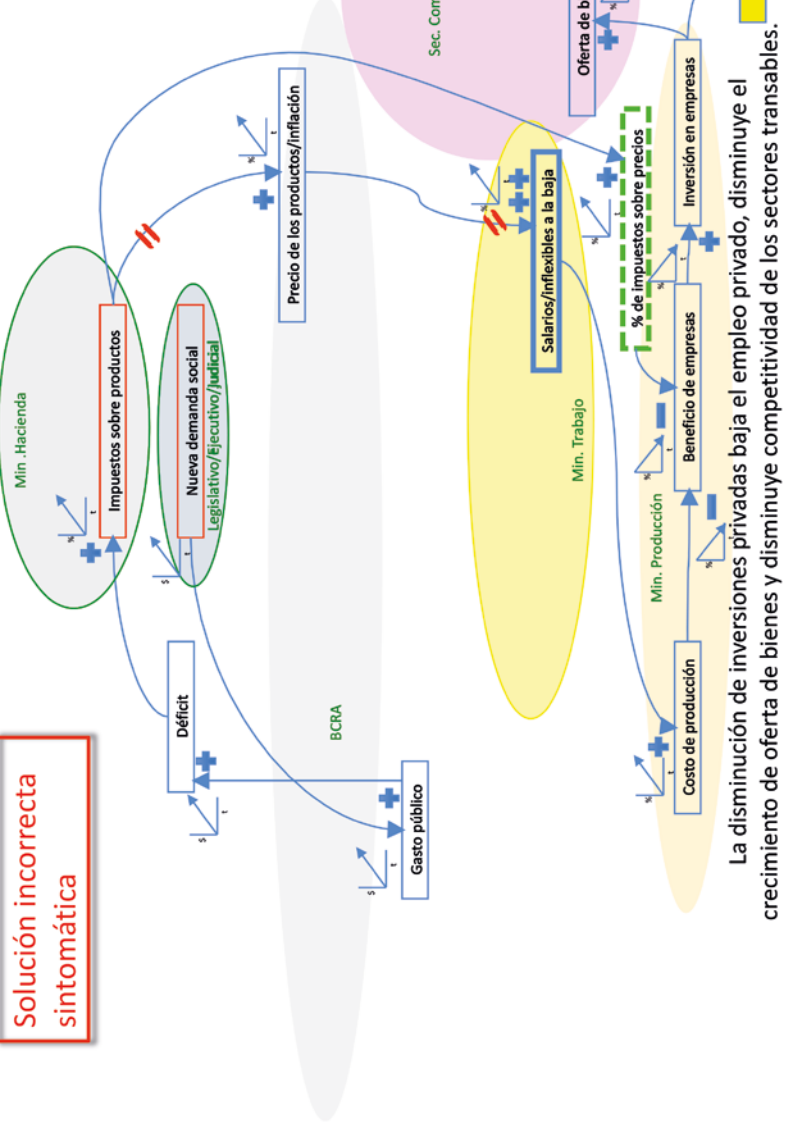 Solución incorrecta
sintomática
Min .Hacienda
%
t
Impuestos sobre productos
$
t
Nueva demanda social
Legislativo/Ejecutivo/Judicial
Déficit
$
t
BCRA
%
t
Precio de los productos/inflación
$
t
Gasto público
Sec. Com
%
t
Salarios/inflexibles a la baja
Min. Trabajo
Oferta de b
%
%
t
% de impuestos sobre precios
Min. Producción
%
t
Costo de producción
%
t
%
t
Beneficio de empresas
%
t
Inversión en empresas
La disminución de inversiones privadas baja el empleo privado, disminuye el
crecimiento de oferta de bienes y disminuye competitividad de los sectores transables.